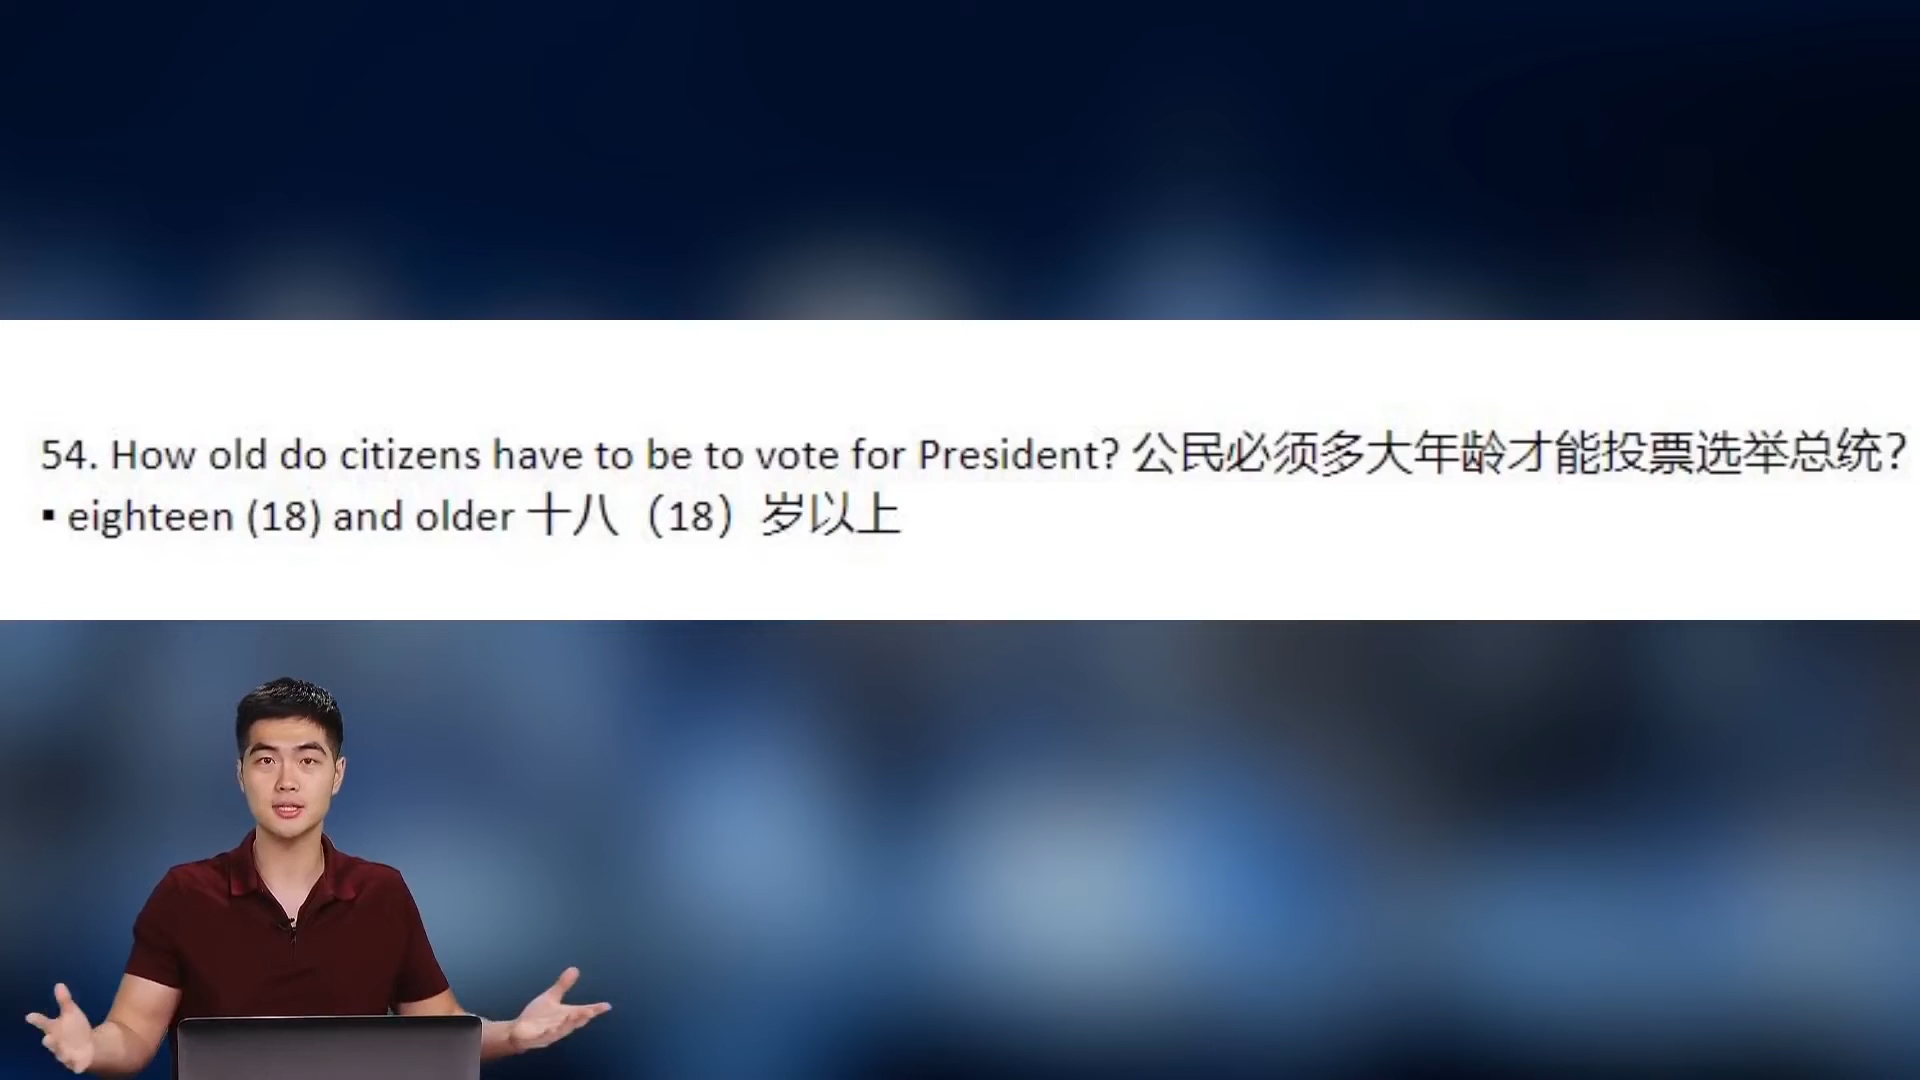 54. How old do citizens have to be to vote for President? 公民必须多大年龄才能投票选举总统?
▪ eighteen (18) and older 十八（18）岁以上